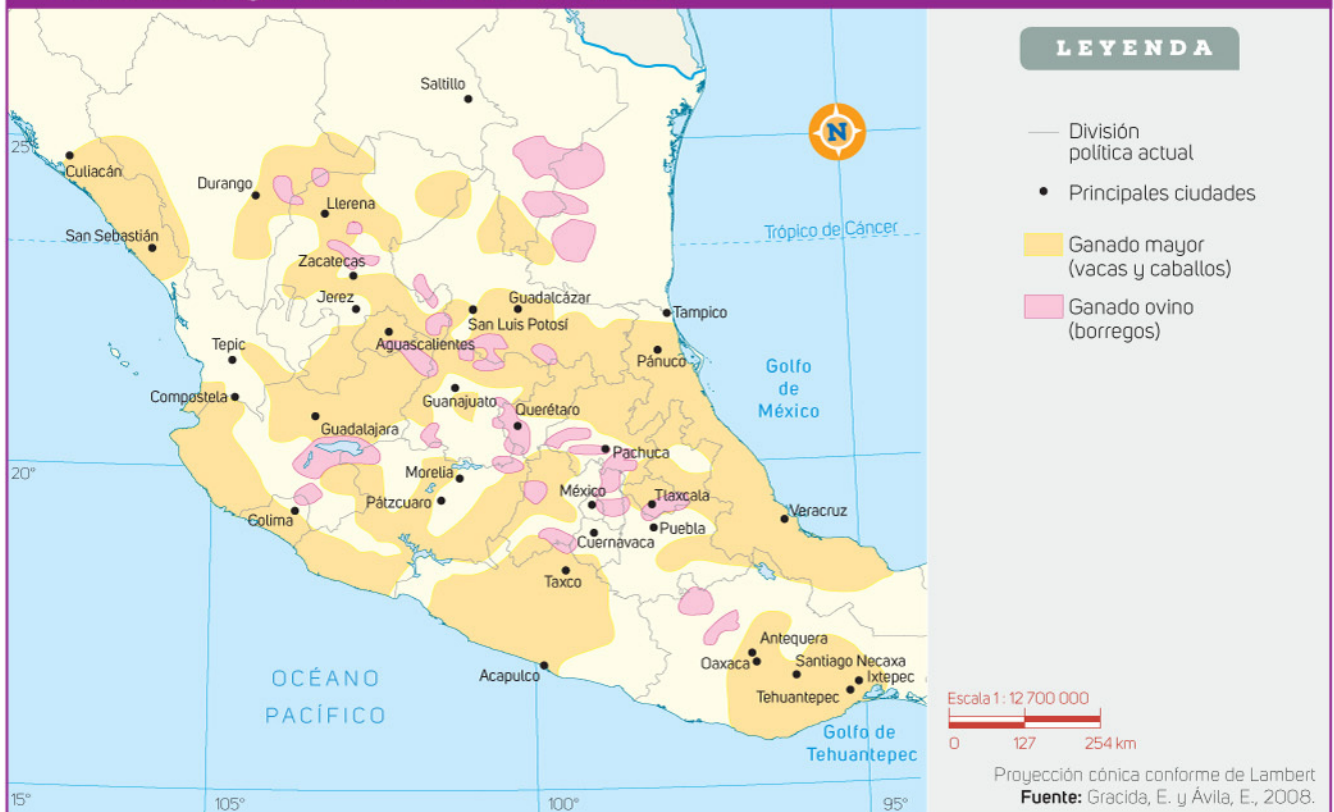 LEYENDA
División
política actual
Principales ciudades
Ganado mayor
(vacas y caballos)
Ganado ovino
(borregos)
Saltillo
25°
Culiacán
Durango
Llerena
San Sebastián
Trópico de Cáncer
Zacatecas
Jerez
Guadalcázar
San Luis Potosí
Tampico
Aguascalientes
Tepic
Pánuco
Compostela
Guanajuato
Querétaro
Golfo
de
México
Guadalajara
Pachuca
20°
Morelia
México
Tlaxcala
Pátzcuaro
Veracruz
Colima
Puebla
Cuernavaca
Taxco
Antequera
Oaxaca
Santiago Necaxa
Ixtepec
Acapulco
Tehuantepec
OCÉANO
PACÍFICO
Golfo de
Tehuantepec
15°
105°
100°
95°
N
Escala 1 : 12 700 000
0 127 254 km
Proyección cónica conforme de Lambert
Fuente: Gracida, E. y Ávila, E., 2008.